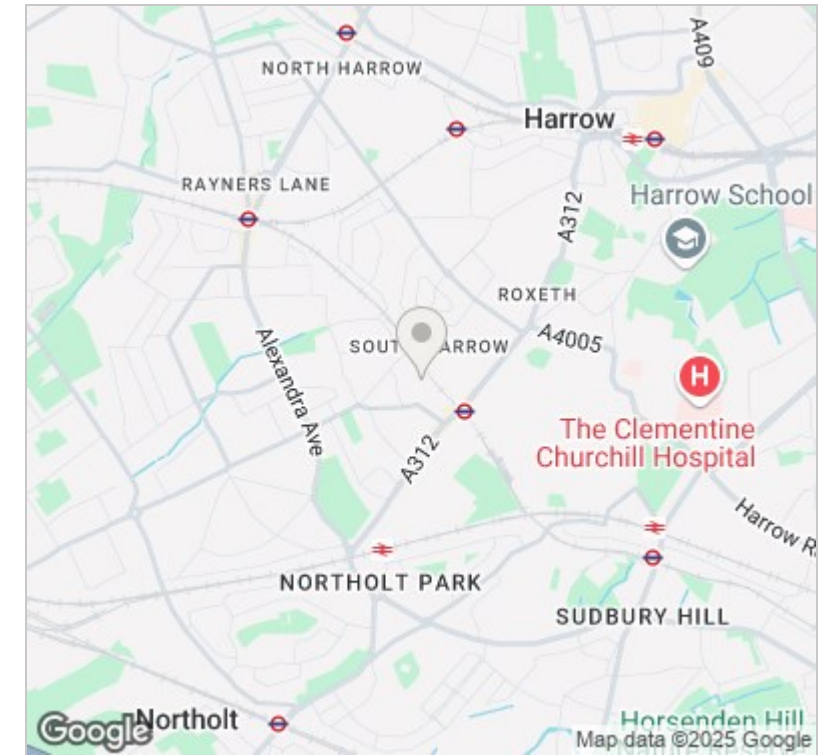 A409
NORTH HARROW
Harrow
RAYNERS LANE
Harrow School
A312
ROXETH
SOUT ARROW
A4005
Alexandra Ave
H
The Clementine
Churchill Hospital
A312
Harrow R
NORTHOLT PARK
SUDBURY HILL
Northolt
Horsenden Hill
Google
Map data ©2025 Google